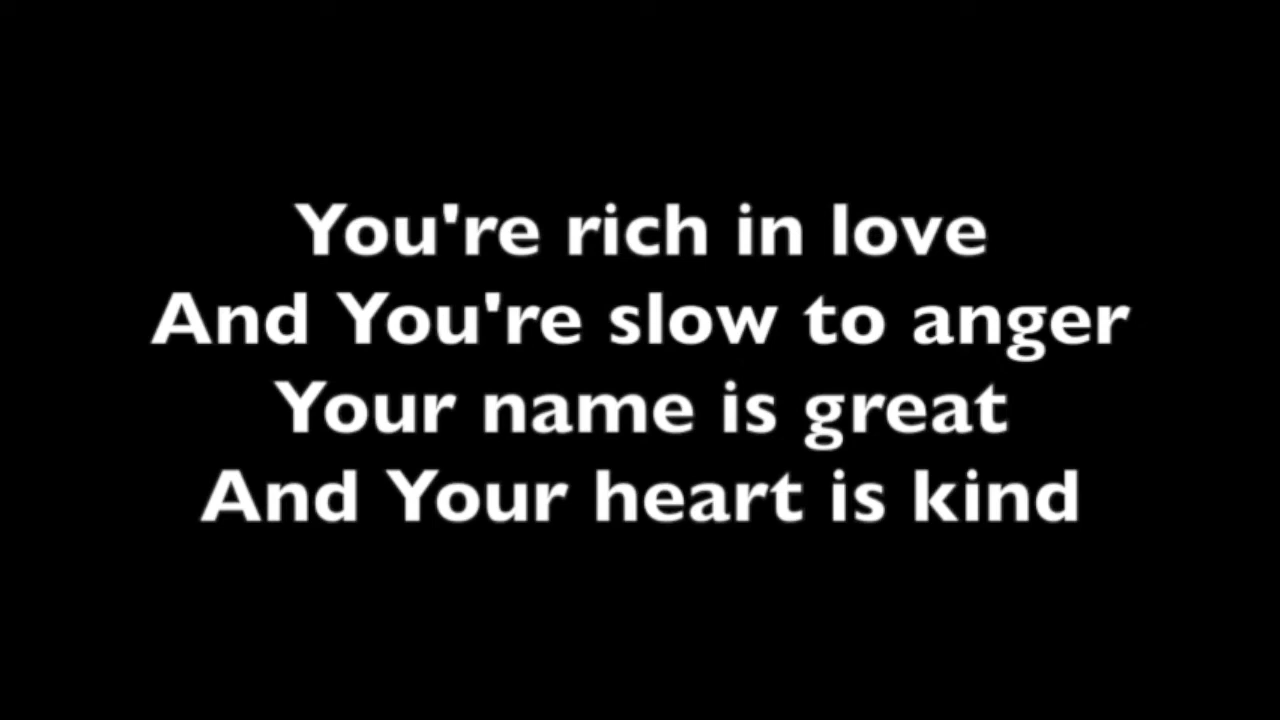 You're rich in love
And You're slow to anger
Your name is great
And Your heart is kind